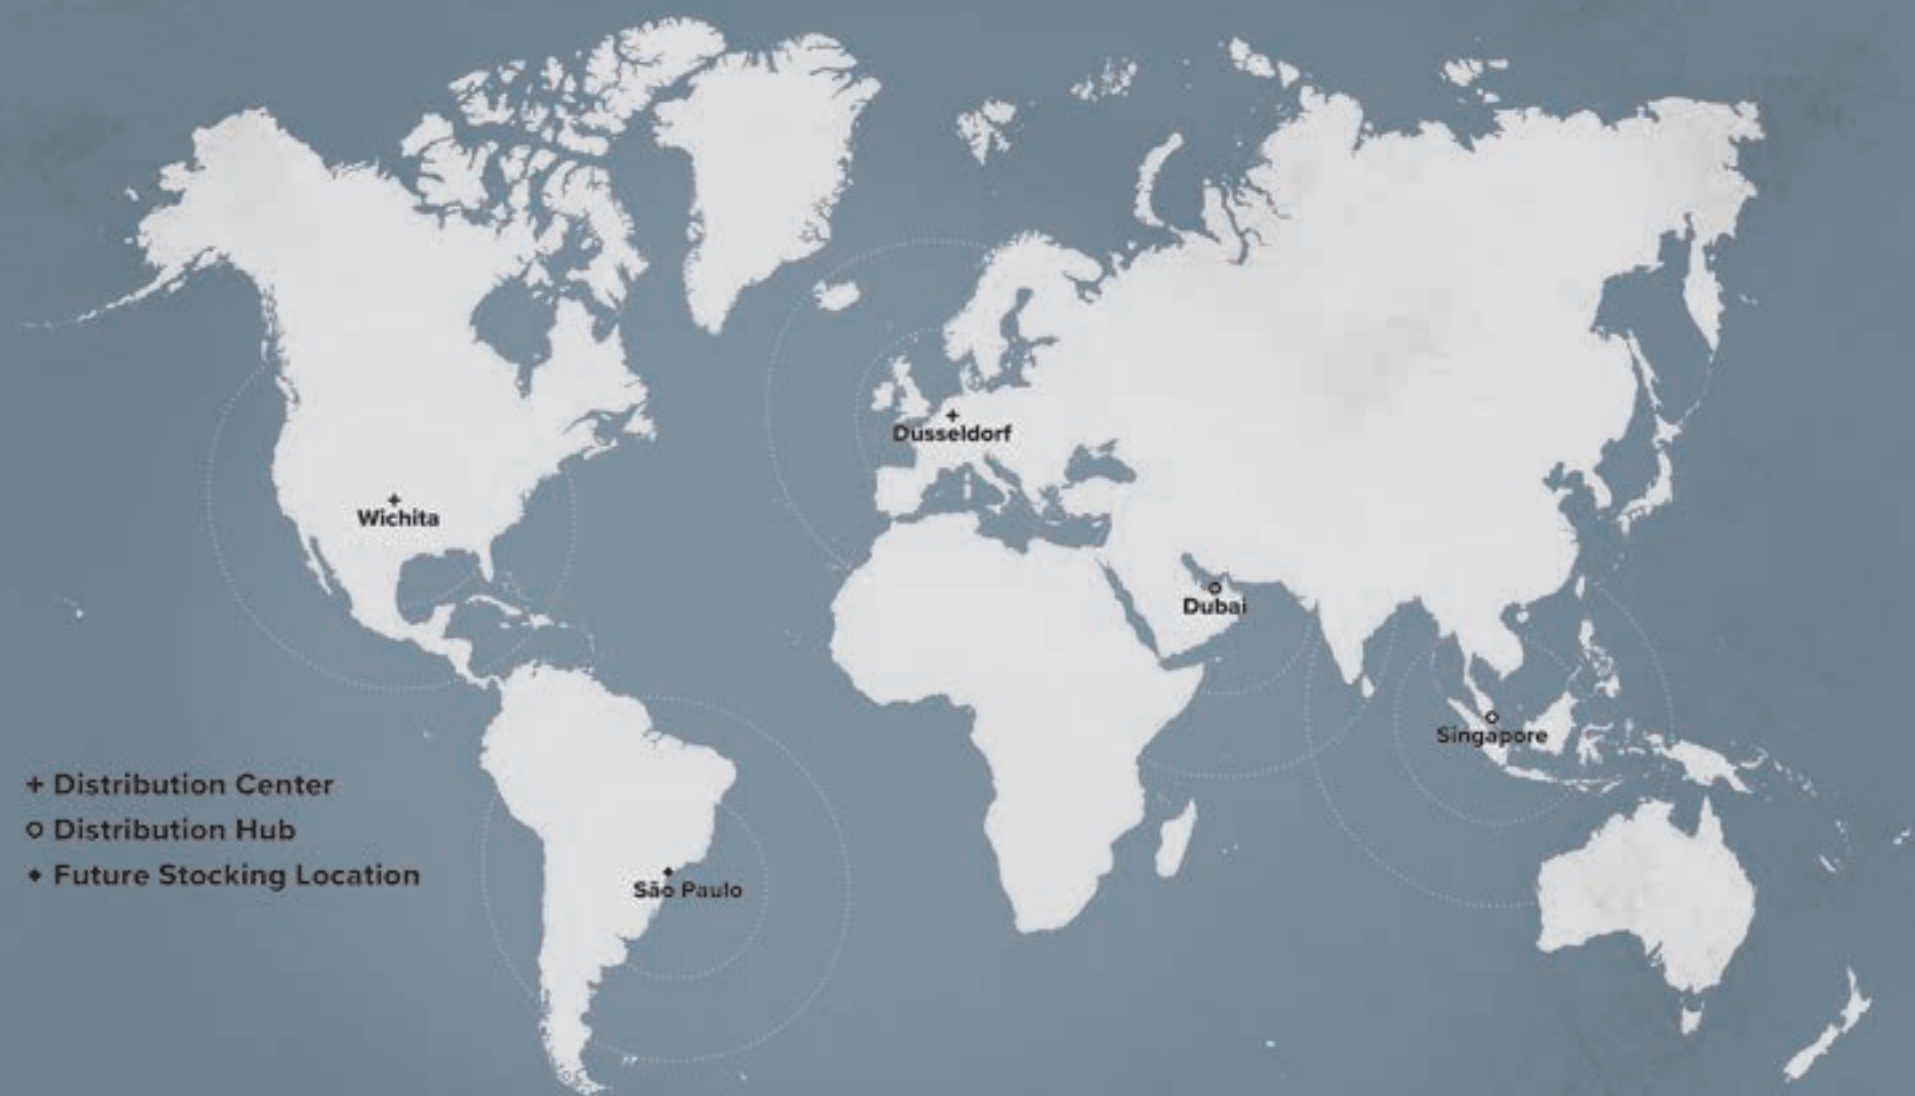 Dusseldorf
Wichita
Dubai
Singapore
São Paulo
+ Distribution Center
o Distribution Hub
◆ Future Stocking Location